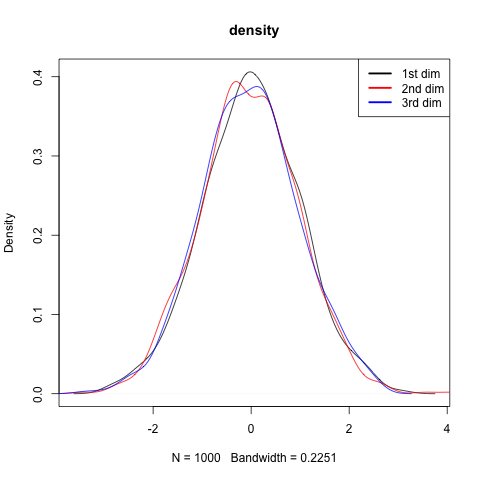 density
1st dim
2nd dim
3rd dim
Density
0.4
0.3
0.2
0.1
0.0
-2 0 2 4
N = 1000 Bandwidth = 0.2251